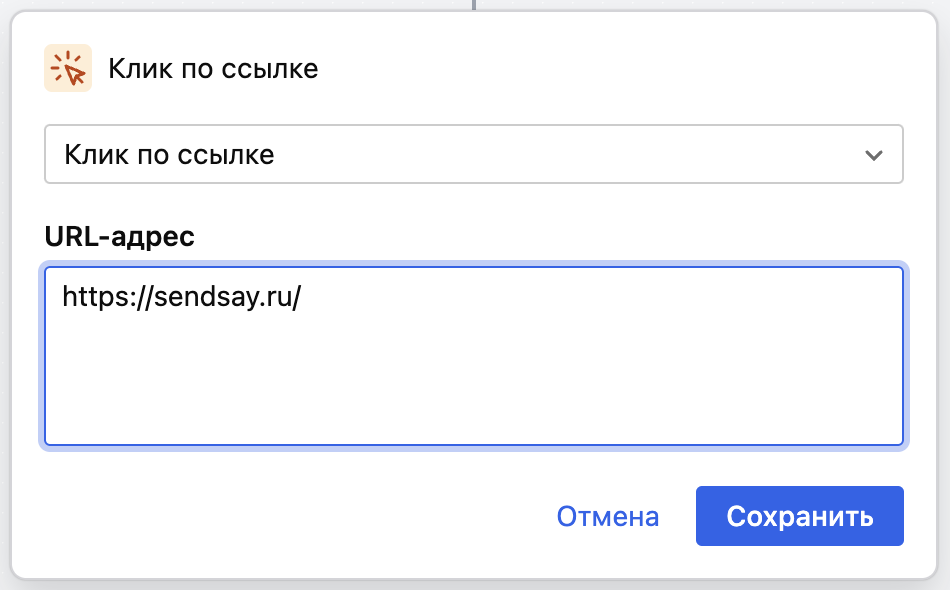 Клик по ссылке
Клик по ссылке
URL-адрес
https://sendsay.ru/
Отмена
Сохранить